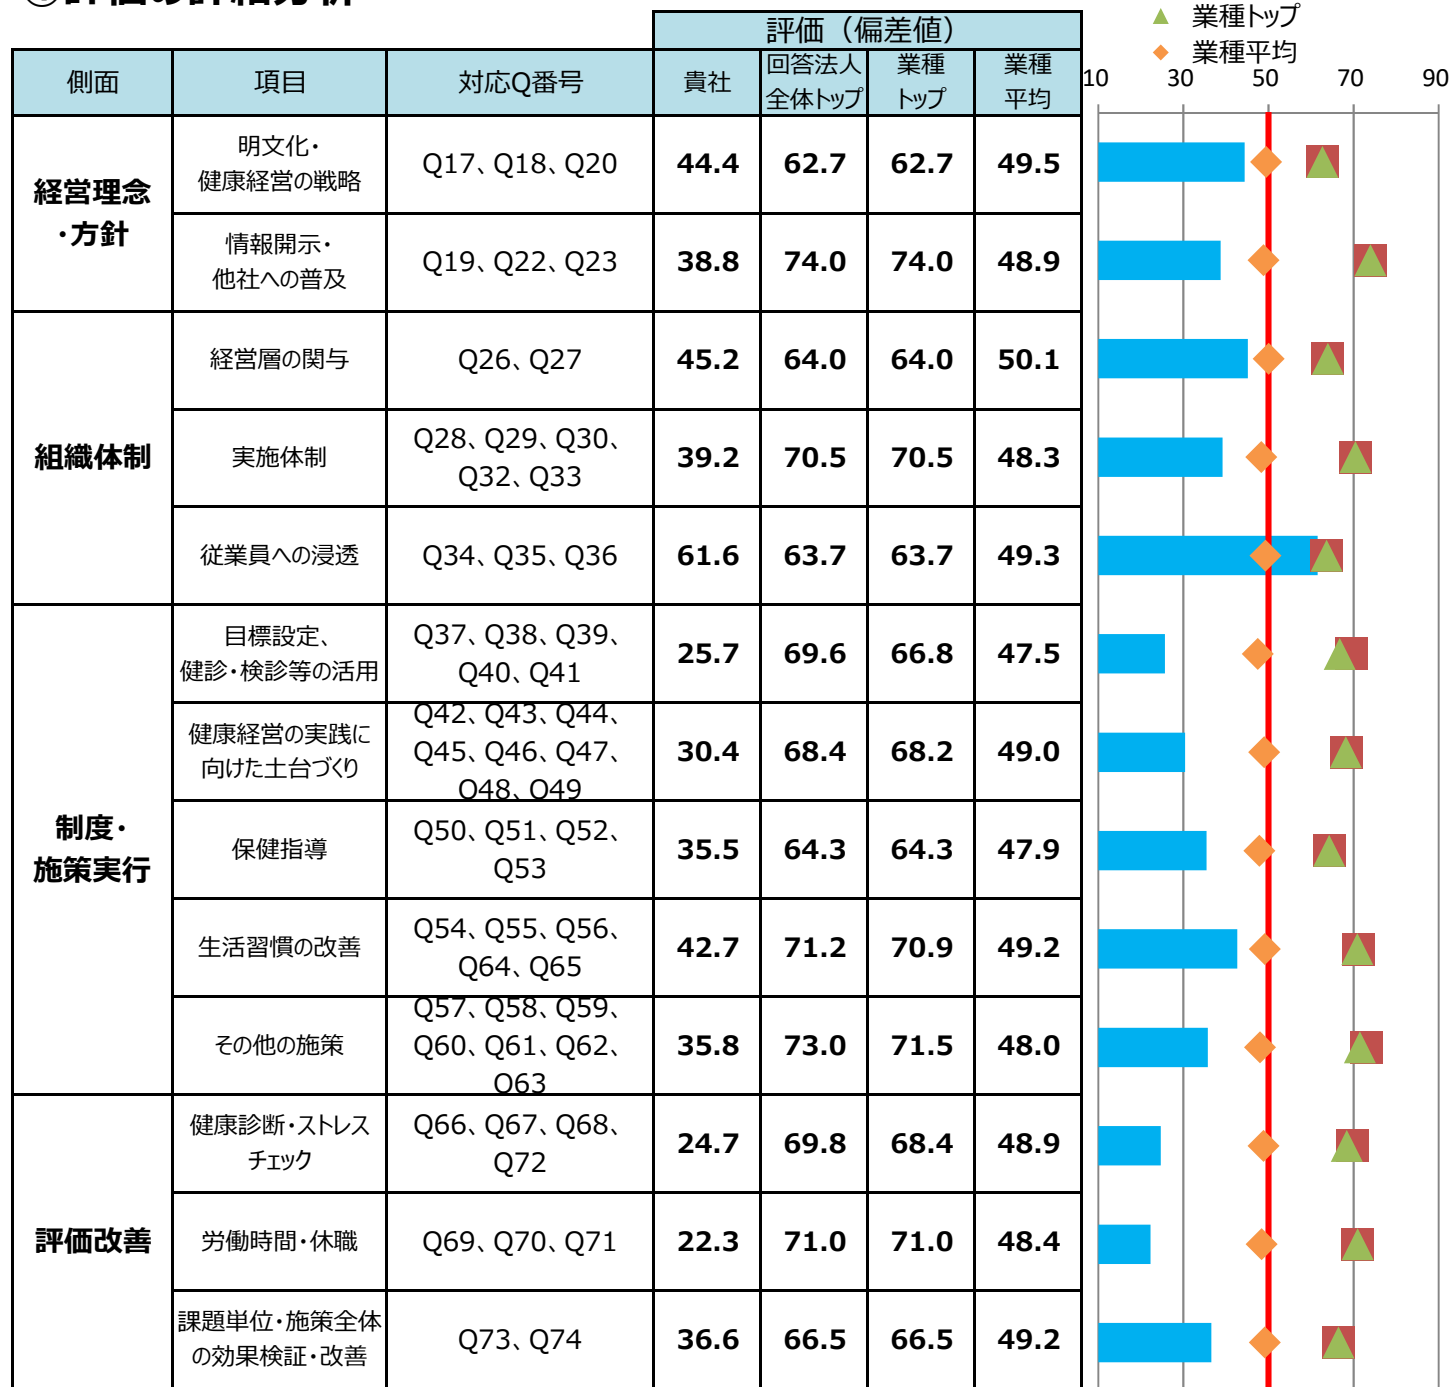 ①評価の詳細分析
▲ 業種トップ
◆ 業種平均
評価（偏差値）
側面 項目 対応Q番号 貴社 回答法人全体トップ 業種トップ 業種平均
10 30 50 70 90
経営理念・方針
明文化・健康経営の戦略 Q17、Q18、Q20 44.4 62.7 62.7 49.5
情報開示・他社への普及 Q19、Q22、Q23 38.8 74.0 74.0 48.9
組織体制
経営層の関与 Q26、Q27 45.2 64.0 64.0 50.1
実施体制 Q28、Q29、Q30、Q32、Q33 39.2 70.5 70.5 48.3
従業員への浸透 Q34、Q35、Q36 61.6 63.7 63.7 49.3
制度・施策実行
目標設定、健診・検診等の活用 Q37、Q38、Q39、Q40、Q41 25.7 69.6 66.8 47.5
健康経営の実践に向けた土台づくり Q42、Q43、Q44、Q45、Q46、Q47、Q48、Q49 30.4 68.4 68.2 49.0
保健指導 Q50、Q51、Q52、Q53 35.5 64.3 64.3 47.9
生活習慣の改善 Q54、Q55、Q56、Q64、Q65 42.7 71.2 70.9 49.2
その他の施策 Q57、Q58、Q59、Q60、Q61、Q62、Q63 35.8 73.0 71.5 48.0
評価改善
健康診断・ストレスチェック Q66、Q67、Q68、Q72 24.7 69.8 68.4 48.9
労働時間・休職 Q69、Q70、Q71 22.3 71.0 71.0 48.4
課題単位・施策全体の効果検証・改善 Q73、Q74 36.6 66.5 66.5 49.2